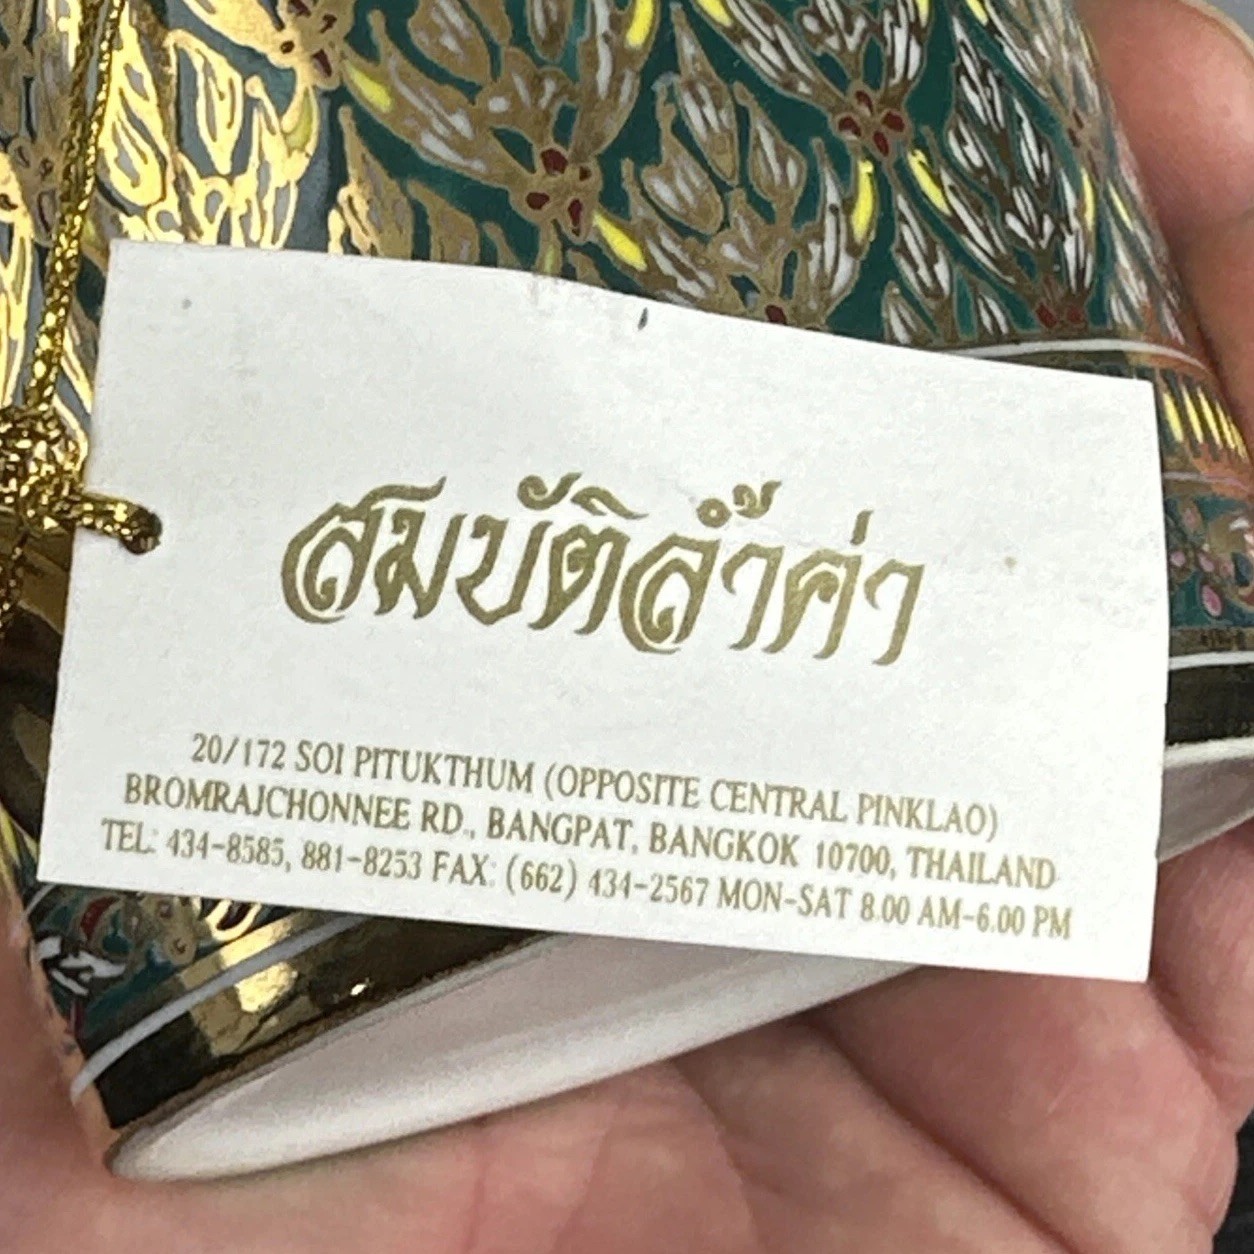 สมบัติล้ำค่า
20/172 SOI PITUKTHUM (OPPOSITE CENTRAL PINKLAO)
BROMRAJCHONNEE RD., BANGPAT, BANGKOK 10700, THAILAND
TEL: 434-8585, 881-8253 FAX: (662) 434-2567 MON-SAT 8.00 AM-6.00 PM